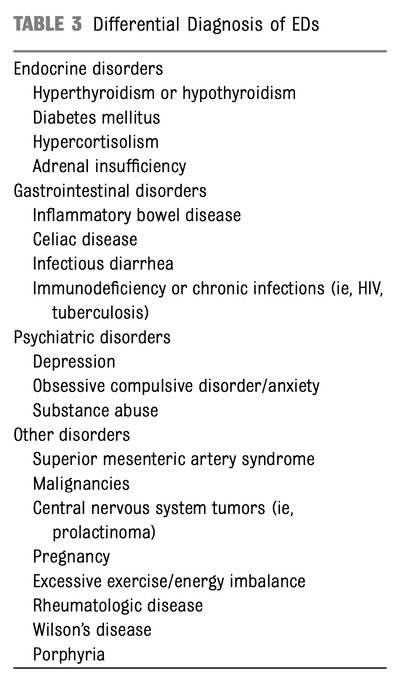 TABLE 3 Differential Diagnosis of EDs
Endocrine disorders
Hyperthyroidism or hypothyroidism
Diabetes mellitus
Hypercortisolism
Adrenal insufficiency
Gastrointestinal disorders
Inflammatory bowel disease
Celiac disease
Infectious diarrhea
Immunodeficiency or chronic infections (ie, HIV,
tuberculosis)
Psychiatric disorders
Depression
Obsessive compulsive disorder/anxiety
Substance abuse
Other disorders
Superior mesenteric artery syndrome
Malignancies
Central nervous system tumors (ie,
prolactinoma)
Pregnancy
Excessive exercise/energy imbalance
Rheumatologic disease
Wilson's disease
Porphyria